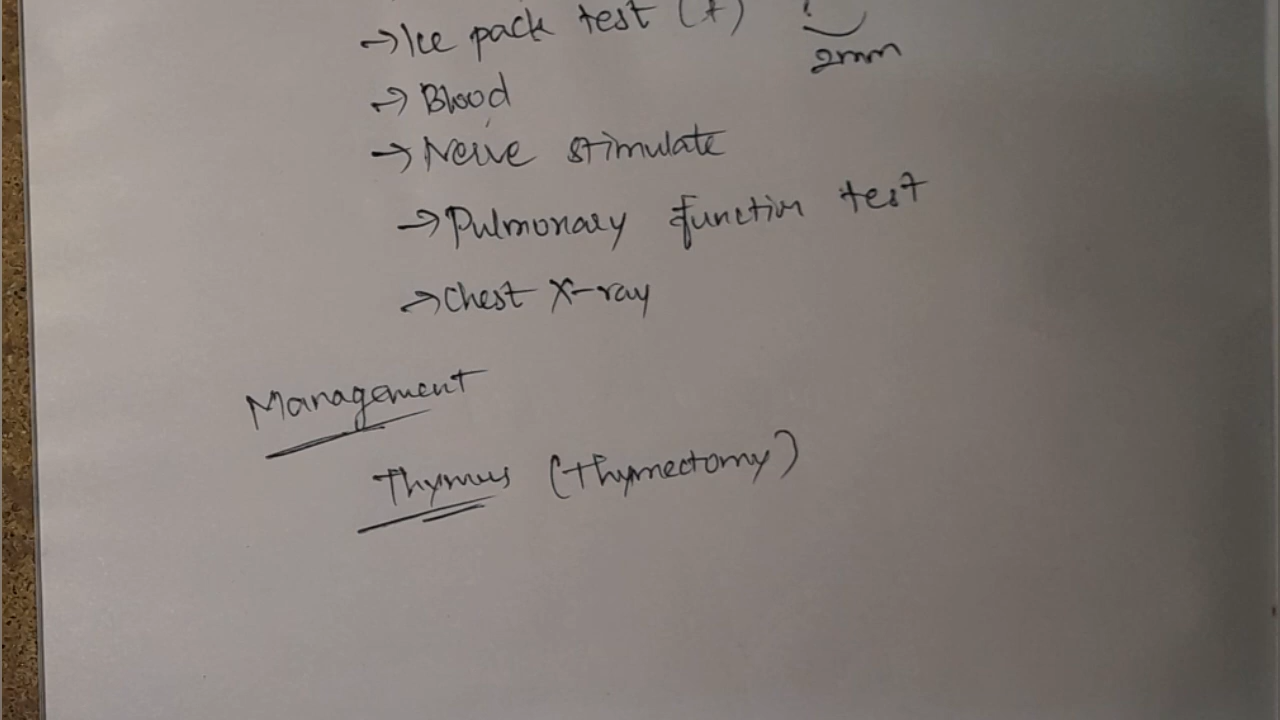 → Ice pack test (+)
2mm
→ Blood
→ Nerve stimulate
→ Pulmonary function test
→ Chest X-ray
Management
Thymus (Thymectomy)